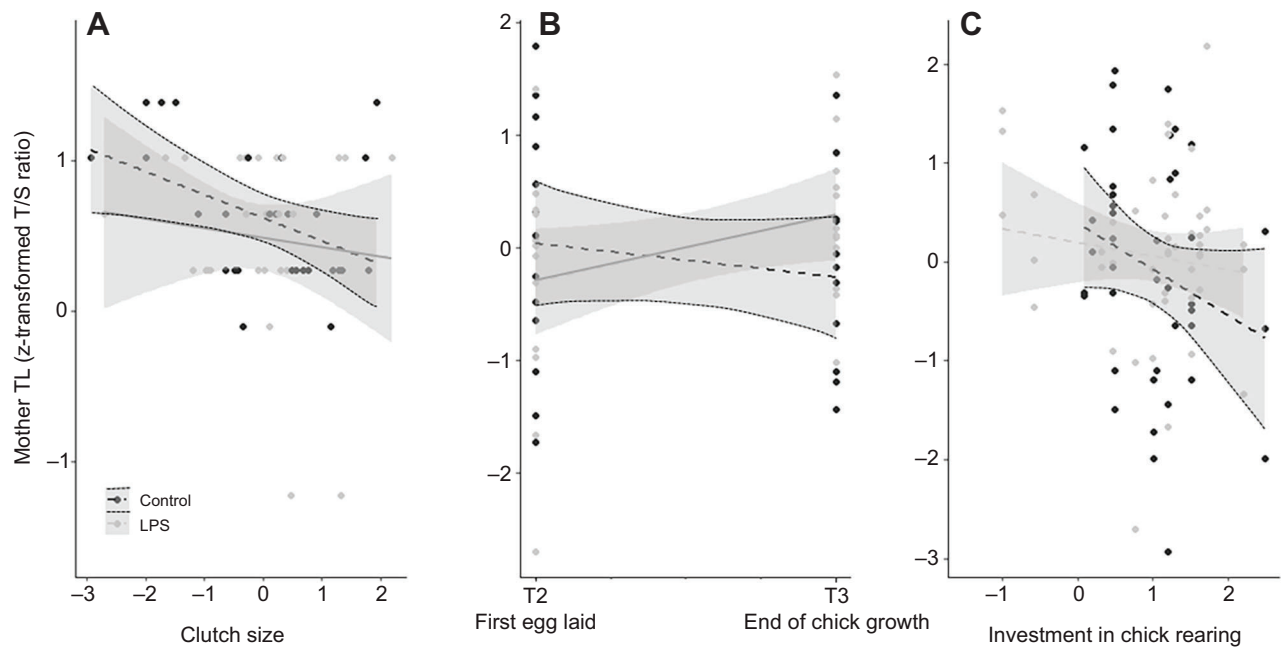 A
B
C
Mother TL (z-transformed T/S ratio)
1
0
–1
Control
LPS
–3
–2
–1
0
1
2
Clutch size
2
1
0
–1
–2
T2
T3
First egg laid
End of chick growth
2
1
0
–1
–2
–3
–1
0
1
2
Investment in chick rearing